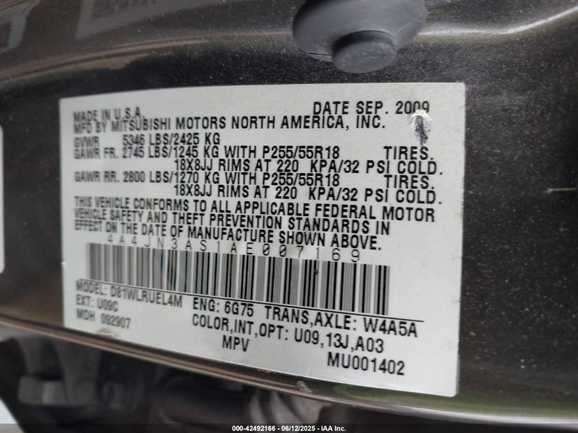 MADE IN U.S.A. DATE SEP. 2009
MFD BY MITSUBISHI MOTORS NORTH AMERICA, INC.
GVWR 5346 LBS/2425 KG
GAWR FR. 2745 LBS/1245 KG WITH P255/55R18 TIRES.
18X8JJ RIMS AT 220 KPA/32 PSI COLD.
GAWR RR. 2800 LBS/1270 KG WITH P255/55R18 TIRES.
18X8JJ RIMS AT 220 KPA/32 PSI COLD.
THIS VEHICLE CONFORMS TO ALL APPLICABLE FEDERAL MOTOR
VEHICLE SAFETY AND THEFT PREVENTION STANDARDS IN
EFFECT ON THE DATE OF MANUFACTURE SHOWN ABOVE.
4A4JN3AS1AE007169
MODEL: D81WLRUEL4M
EXT: U09C ENG: 6G75 TRANS,AXLE: W4A5A
MDH 092907 COLOR,INT,OPT: U09,13J,A03
MPV MU001402
000-42492166 - 06/12/2025 - IAA Inc.